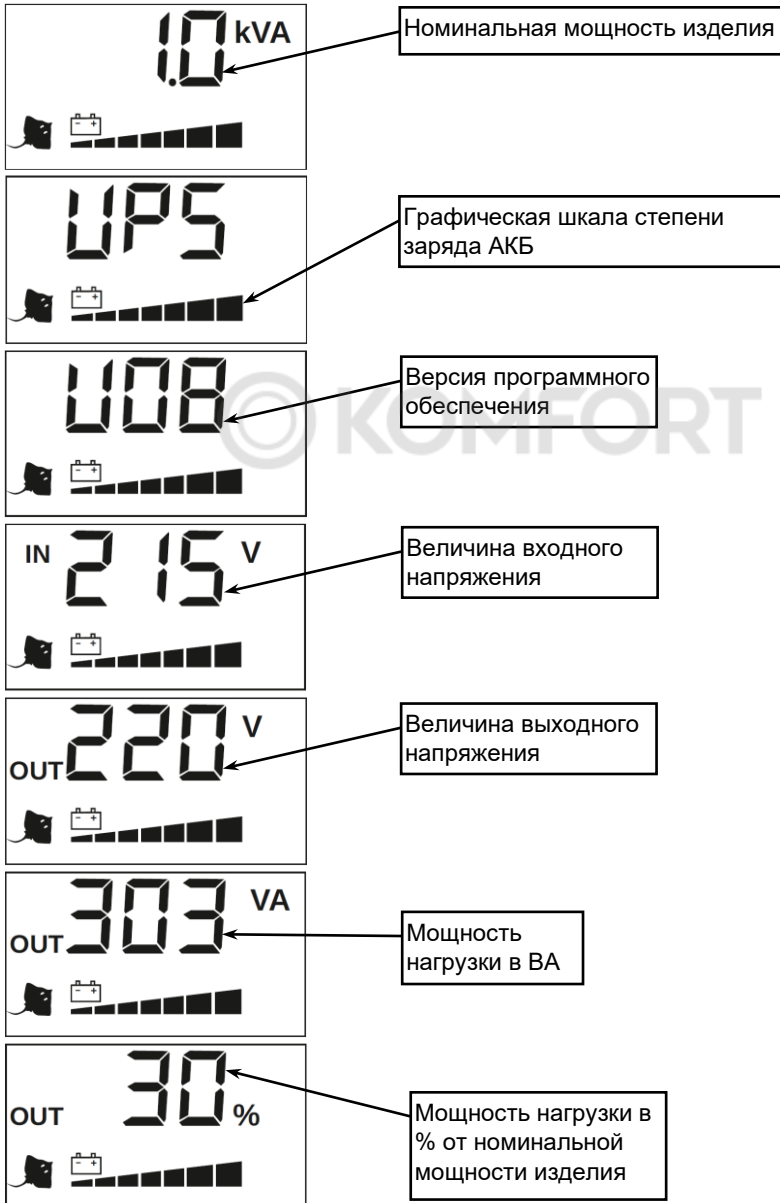 1.0 kVA
Номинальная мощность изделия
UPS
Графическая шкала степени
заряда АКБ
U08
Версия программного
обеспечения
KOMFORT
IN 215 V
Величина входного
напряжения
OUT 220 V
Величина выходного
напряжения
OUT 303 VA
Мощность
нагрузки в ВА
OUT 30 %
Мощность нагрузки в
% от номинальной
мощности изделия